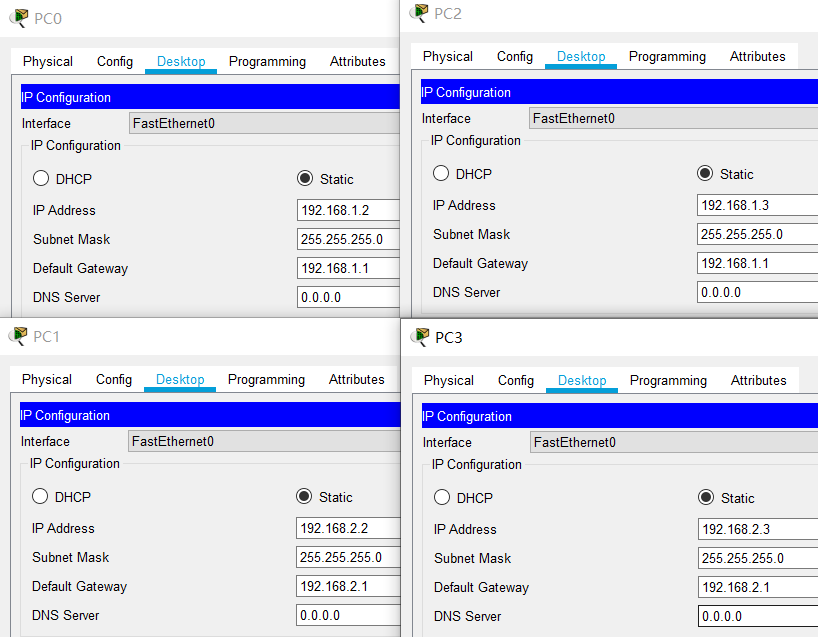 PC0
Physical Config Desktop Programming Attributes
IP Configuration
Interface FastEthernet0
IP Configuration
DHCP Static
IP Address 192.168.1.2
Subnet Mask 255.255.255.0
Default Gateway 192.168.1.1
DNS Server 0.0.0.0
PC2
Physical Config Desktop Programming Attributes
IP Configuration
Interface FastEthernet0
IP Configuration
DHCP Static
IP Address 192.168.1.3
Subnet Mask 255.255.255.0
Default Gateway 192.168.1.1
DNS Server 0.0.0.0
PC1
Physical Config Desktop Programming Attributes
IP Configuration
Interface FastEthernet0
IP Configuration
DHCP Static
IP Address 192.168.2.2
Subnet Mask 255.255.255.0
Default Gateway 192.168.2.1
DNS Server 0.0.0.0
PC3
Physical Config Desktop Programming Attributes
IP Configuration
Interface FastEthernet0
IP Configuration
DHCP Static
IP Address 192.168.2.3
Subnet Mask 255.255.255.0
Default Gateway 192.168.2.1
DNS Server 0.0.0.0